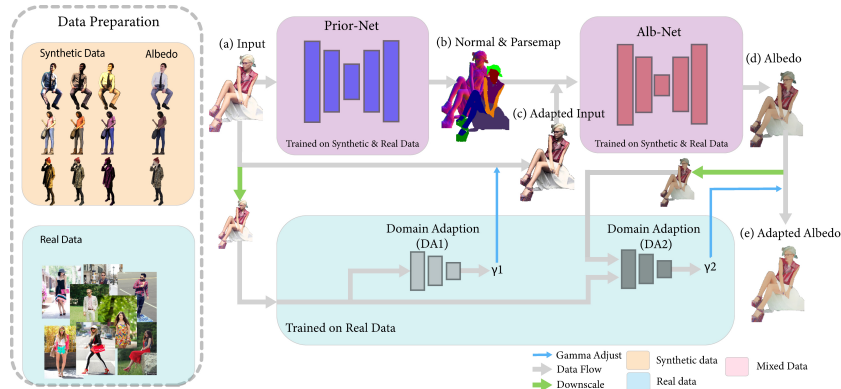 Data Preparation
Synthetic Data
Albedo
Real Data
(a) Input
Prior-Net
Trained on Synthetic & Real Data
(b) Normal & Parsemap
(c) Adapted Input
Alb-Net
Trained on Synthetic & Real Data
(d) Albedo
Domain Adaption
(DA1)
γ1
Domain Adaption
(DA2)
γ2
(e) Adapted Albedo
Trained on Real Data
Gamma Adjust
Data Flow
Downscale
Synthetic data
Real data
Mixed Data